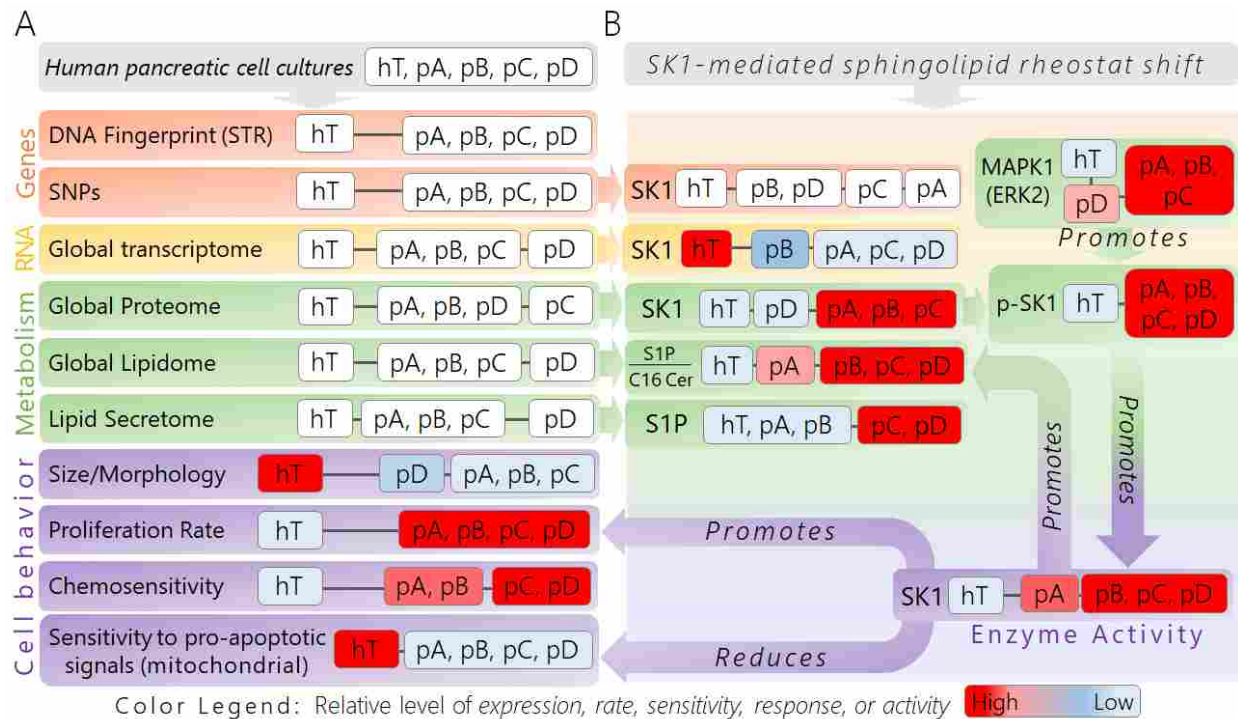 A
Human pancreatic cell cultures hT, pA, pB, pC, pD
Genes
DNA Fingerprint (STR) hT pA, pB, pC, pD
SNPs hT pA, pB, pC, pD
RNA
Global transcriptome hT pA, pB, pC pD
Metabolism
Global Proteome hT pA, pB, pD pC
Global Lipidome hT pA, pB, pC pD
Lipid Secretome hT pA, pB, pC pD
Cell behavior
Size/Morphology hT pD pA, pB, pC
Proliferation Rate hT pA, pB, pC, pD
Chemosensitivity hT pA, pB pC, pD
Sensitivity to pro-apoptotic
signals (mitochondrial) hT pA, pB, pC, pD
B
SK1-mediated sphingolipid rheostat shift
SK1 hT pB, pD pC pA
SK1 hT pB pA, pC, pD
SK1 hT pD pA, pB, pC
S1P
C16 Cer
hT pA pB, pC, pD
S1P hT, pA, pB pC, pD
MAPK1
(ERK2)
hT
pD
pA, pB,
pC
Promotes
p-SK1 hT
pA, pB,
pC, pD
Promotes
Promotes
Promotes
SK1 hT pA pB, pC, pD
Enzyme Activity
Reduces
Color Legend: Relative level of expression, rate, sensitivity, response, or activity High Low